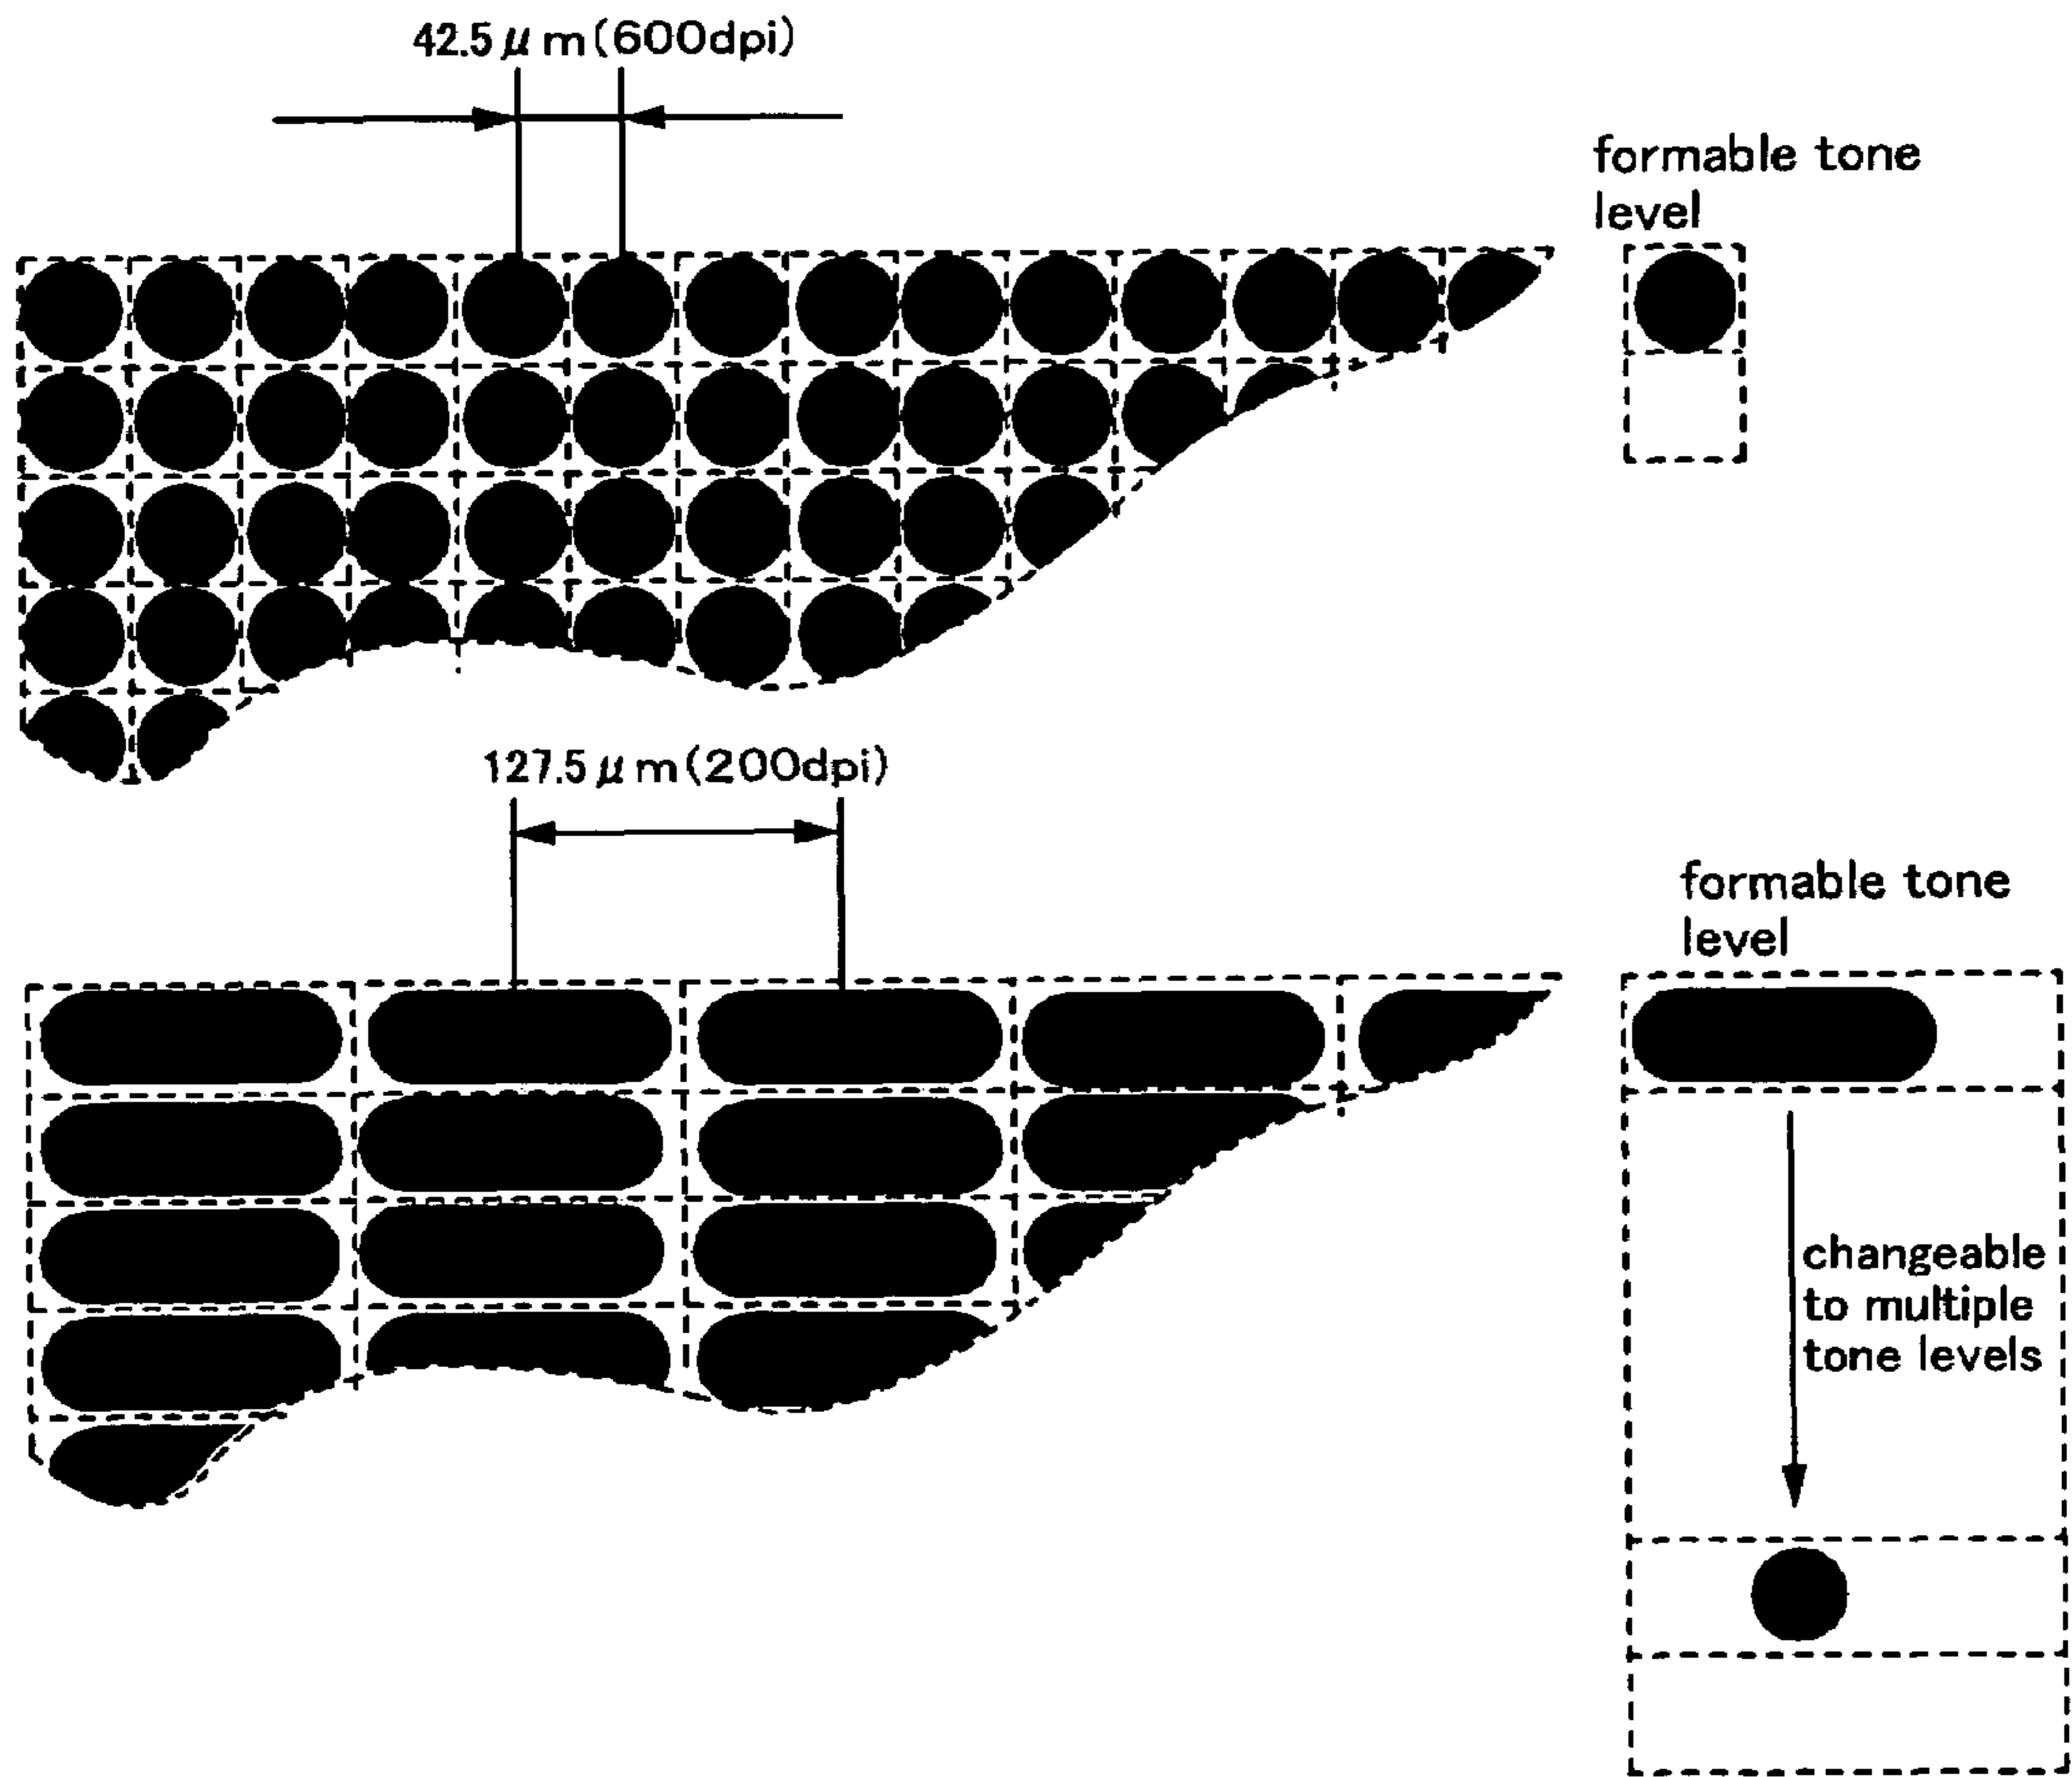 42.5μm(600dpi)
formable tone
level
127.5μm(200dpi)
formable tone
level
changeable
to multiple
tone levels